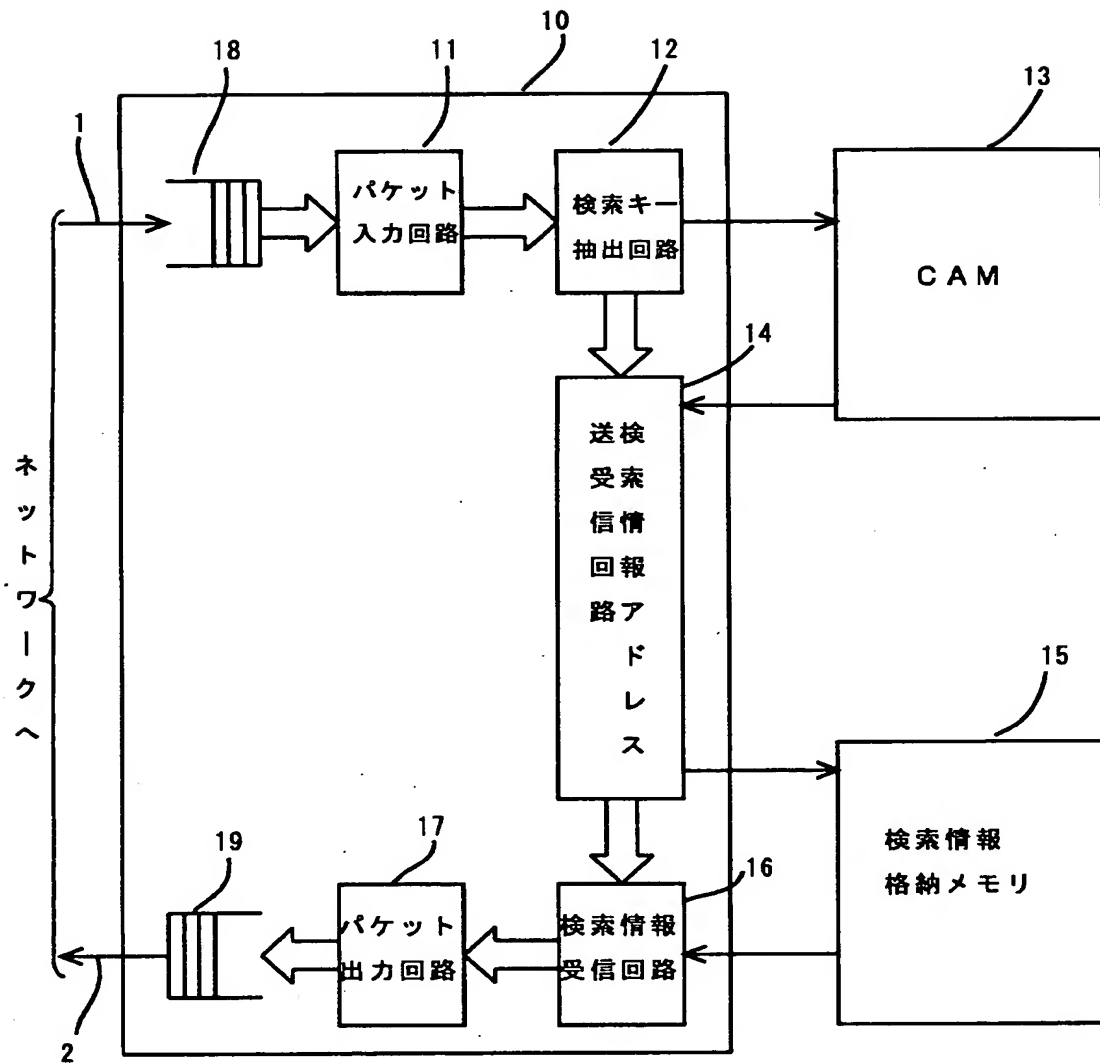 10
18
11
12
13
1
パケット
入力回路
検索キー
抽出回路
CAM
14
検索情報アドレス
送受信回路
ネットワークへ
15
検索情報
格納メモリ
19
17
16
パケット
出力回路
検索情報
受信回路
2